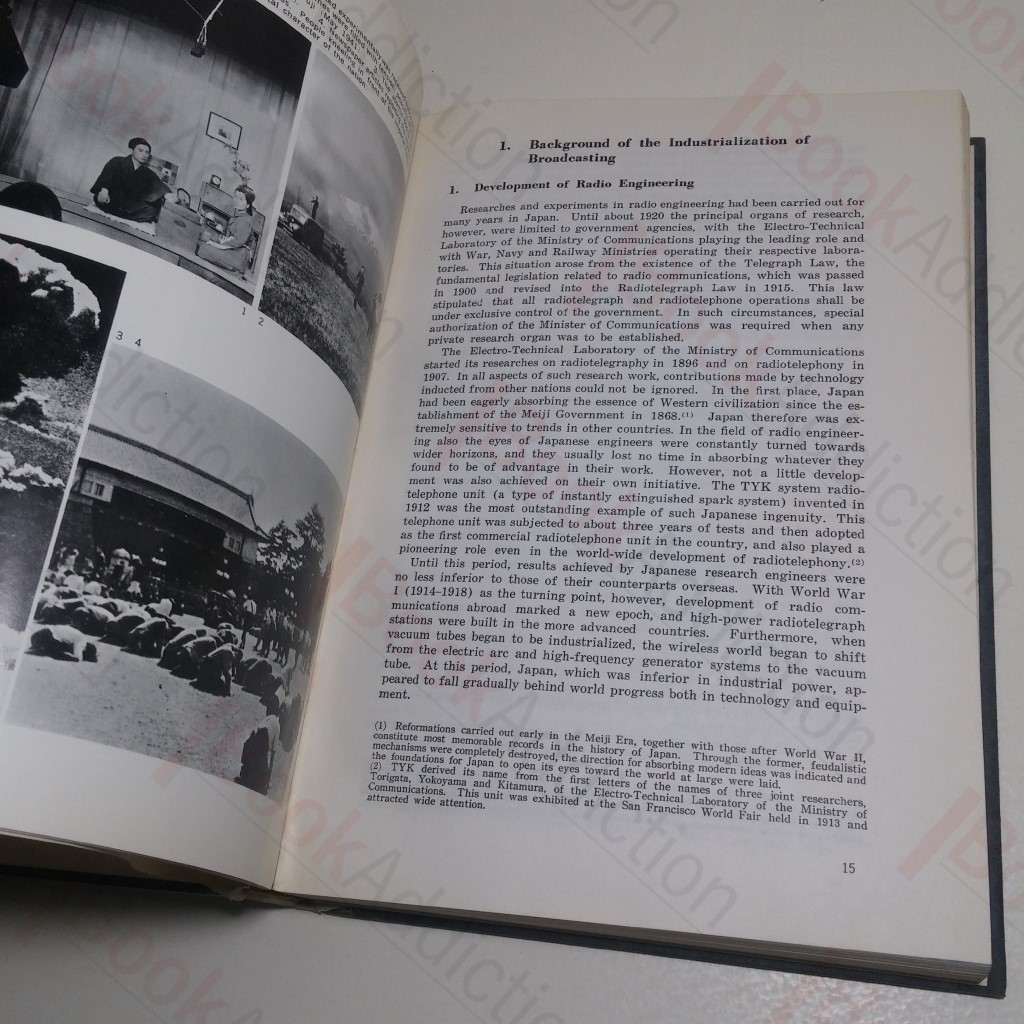 ed experimental
uji (May 1941)
4
Newspaper and
People kneeling in front of
tal character of the nation.
1 2
3 4
1. Background of the Industrialization of
Broadcasting
1. Development of Radio Engineering
Researches and experiments in radio engineering had been carried out for
many years in Japan. Until about 1920 the principal organs of research,
however, were limited to government agencies, with the Electro-Technical
Laboratory of the Ministry of Communications playing the leading role and
with War, Navy and Railway Ministries operating their respective labora-
tories. This situation arose from the existence of the Telegraph Law, the
fundamental legislation related to radio communications, which was passed
in 1900 and revised into the Radiotelegraph Law in 1915. This law
stipulated that all radiotelegraph and radiotelephone operations shall be
under exclusive control of the government. In such circumstances, special
authorization of the Minister of Communications was required when any
private research organ was to be established.
The Electro-Technical Laboratory of the Ministry of Communications
started its researches on radiotelegraphy in 1896 and on radiotelephony in
1907. In all aspects of such research work, contributions made by technology
inducted from other nations could not be ignored. In the first place, Japan
had been eagerly absorbing the essence of Western civilization since the es-
tablishment of the Meiji Government in 1868.(1) Japan therefore was ex-
tremely sensitive to trends in other countries. In the field of radio engineer-
ing also the eyes of Japanese engineers were constantly turned towards
wider horizons, and they usually lost no time in absorbing whatever they
found to be of advantage in their work. However, not a little develop-
ment was also achieved on their own initiative. The TYK system radio-
telephone unit (a type of instantly extinguished spark system) invented in
1912 was the most outstanding example of such Japanese ingenuity. This
telephone unit was subjected to about three years of tests and then adopted
as the first commercial radiotelephone unit in the country, and also played a
pioneering role even in the world-wide development of radiotelephony.(2)
Until this period, results achieved by Japanese research engineers were
no less inferior to those of their counterparts overseas. With World War
I (1914–1918) as the turning point, however, development of radio com-
munications abroad marked a new epoch, and high-power radiotelegraph
stations were built in the more advanced countries. Furthermore, when
vacuum tubes began to be industrialized, the wireless world began to shift
from the electric arc and high-frequency generator systems to the vacuum
tube. At this period, Japan, which was inferior in industrial power, ap-
peared to fall gradually behind world progress both in technology and equip-
ment.
(1) Reformations carried out early in the Meiji Era, together with those after World War II,
constitute most memorable records in the history of Japan. Through the former, feudalistic
mechanisms were completely destroyed, the direction for absorbing modern ideas was indicated and
the foundations for Japan to open its eyes toward the world at large were laid.
(2) TYK derived its name from the first letters of the names of three joint researchers,
Torigata, Yokoyama and Kitamura, of the Electro-Technical Laboratory of the Ministry of
Communications. This unit was exhibited at the San Francisco World Fair held in 1913 and
attracted wide attention.
15
BookAddiction